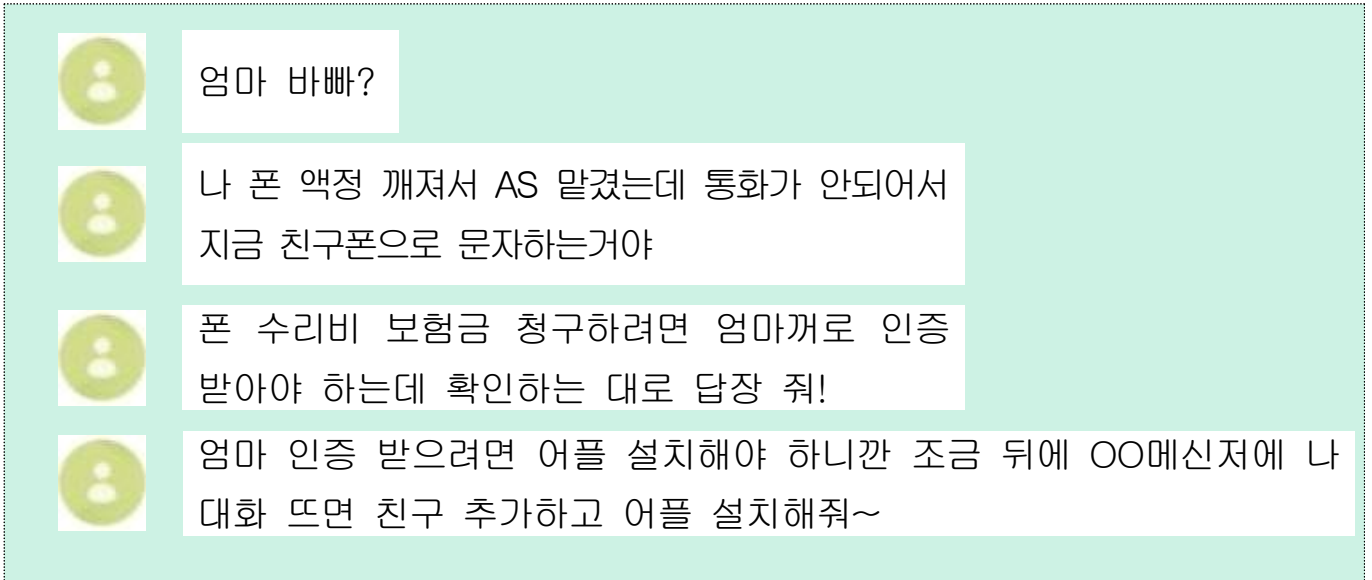 엄마 바빠?
나 폰 액정 깨져서 AS 맡겼는데 통화가 안되어서
지금 친구폰으로 문자하는거야
폰 수리비 보험금 청구하려면 엄마꺼로 인증
받아야 하는데 확인하는 대로 답장 줘!
엄마 인증 받으려면 어플 설치해야 하니깐 조금 뒤에 OO메신저에 나
대화 뜨면 친구 추가하고 어플 설치해줘~